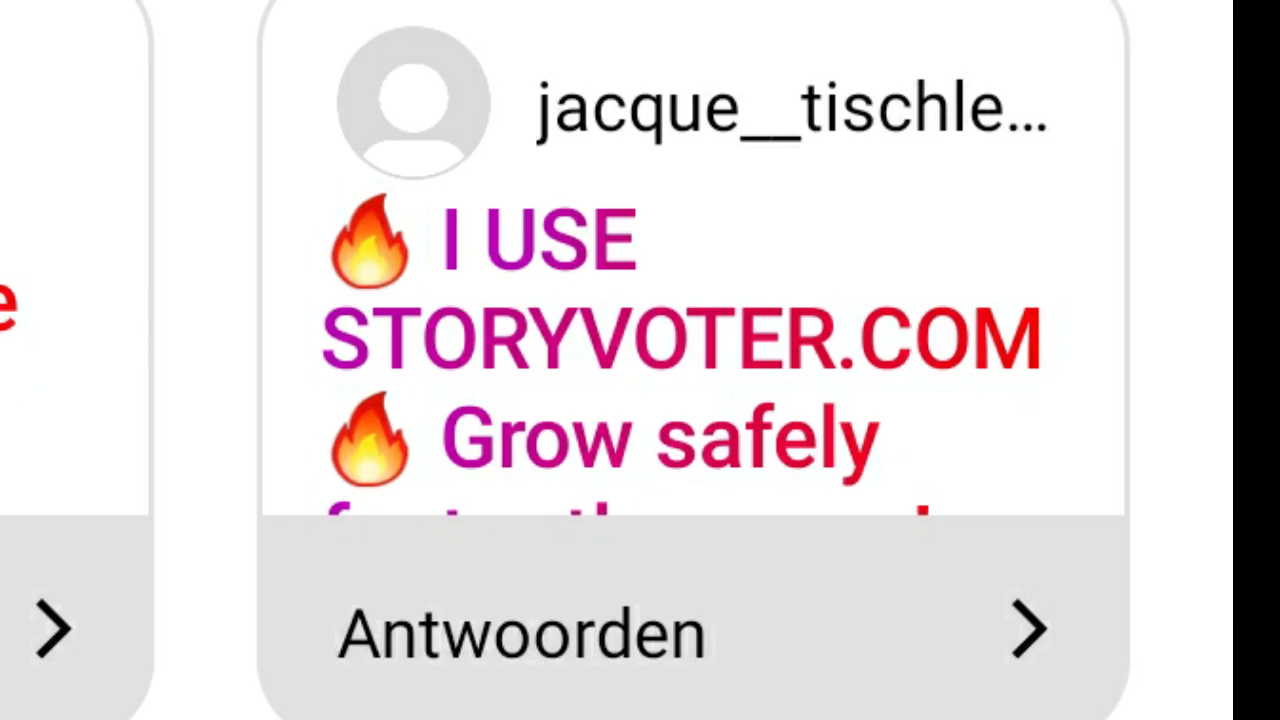 jacque__tischle...
🔥 I USE
STORYVOTER.COM
🔥 Grow safely
Antwoorden